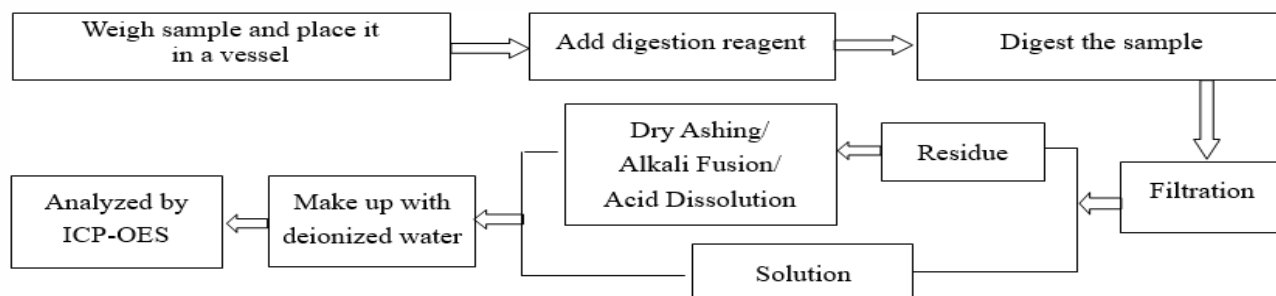 Weigh sample and place it
in a vessel
Add digestion reagent
Digest the sample
Filtration
Residue
Dry Ashing/
Alkali Fusion/
Acid Dissolution
Solution
Make up with
deionized water
Analyzed by
ICP-OES